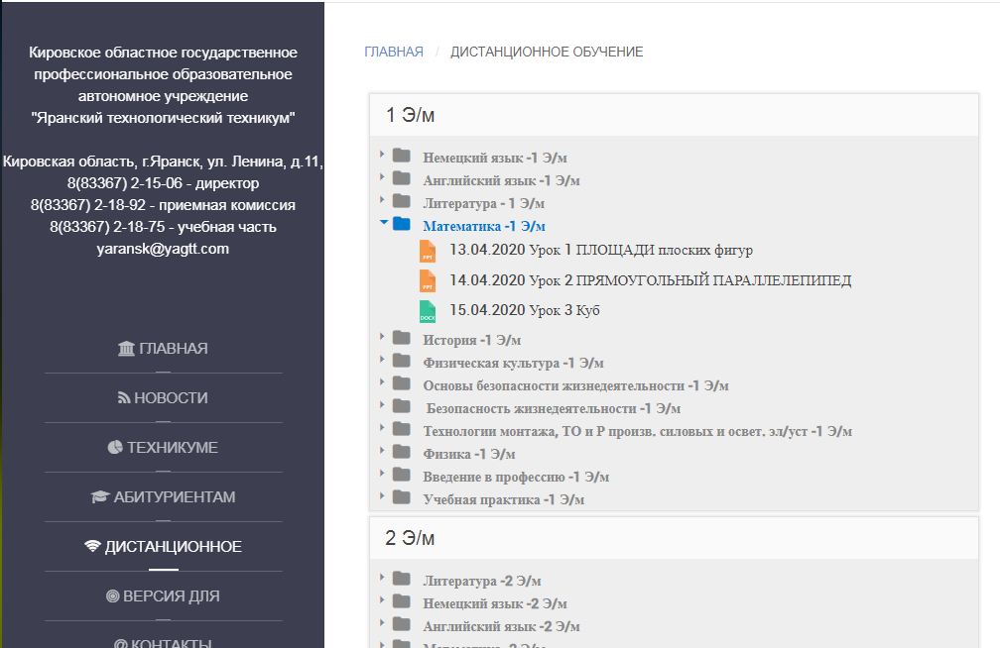 Кировское областное государственное
профессиональное образовательное
автономное учреждение
"Яранский технологический техникум"
Кировская область, г.Яранск, ул. Ленина, д.11,
8(83367) 2-15-06 - директор
8(83367) 2-18-92 - приемная комиссия
8(83367) 2-18-75 - учебная часть
yaransk@yagtt.com
ГЛАВНАЯ
НОВОСТИ
ТЕХНИКУМЕ
АБИТУРИЕНТАМ
ДИСТАНЦИОННОЕ
ВЕРСИЯ ДЛЯ
@ КОНТАКТЫ
ГЛАВНАЯ / ДИСТАНЦИОННОЕ ОБУЧЕНИЕ
1 Э/м
Немецкий язык -1 Э/м
Английский язык -1 Э/м
Литература - 1 Э/м
Математика -1 Э/м
PPT 13.04.2020 Урок 1 ПЛОЩАДИ плоских фигур
PPT 14.04.2020 Урок 2 ПРЯМОУГОЛЬНЫЙ ПАРАЛЛЕЛЕПИПЕД
DOCX 15.04.2020 Урок 3 Куб
История -1 Э/м
Физическая культура -1 Э/м
Основы безопасности жизнедеятельности -1 Э/м
Безопасность жизнедеятельности -1 Э/м
Технологии монтажа, ТО и Р произв. силовых и освет. эл/уст -1 Э/м
Физика -1 Э/м
Введение в профессию -1 Э/м
Учебная практика -1 Э/м
2 Э/м
Литература -2 Э/м
Немецкий язык -2 Э/м
Английский язык -2 Э/м
Математика -2 Э/м